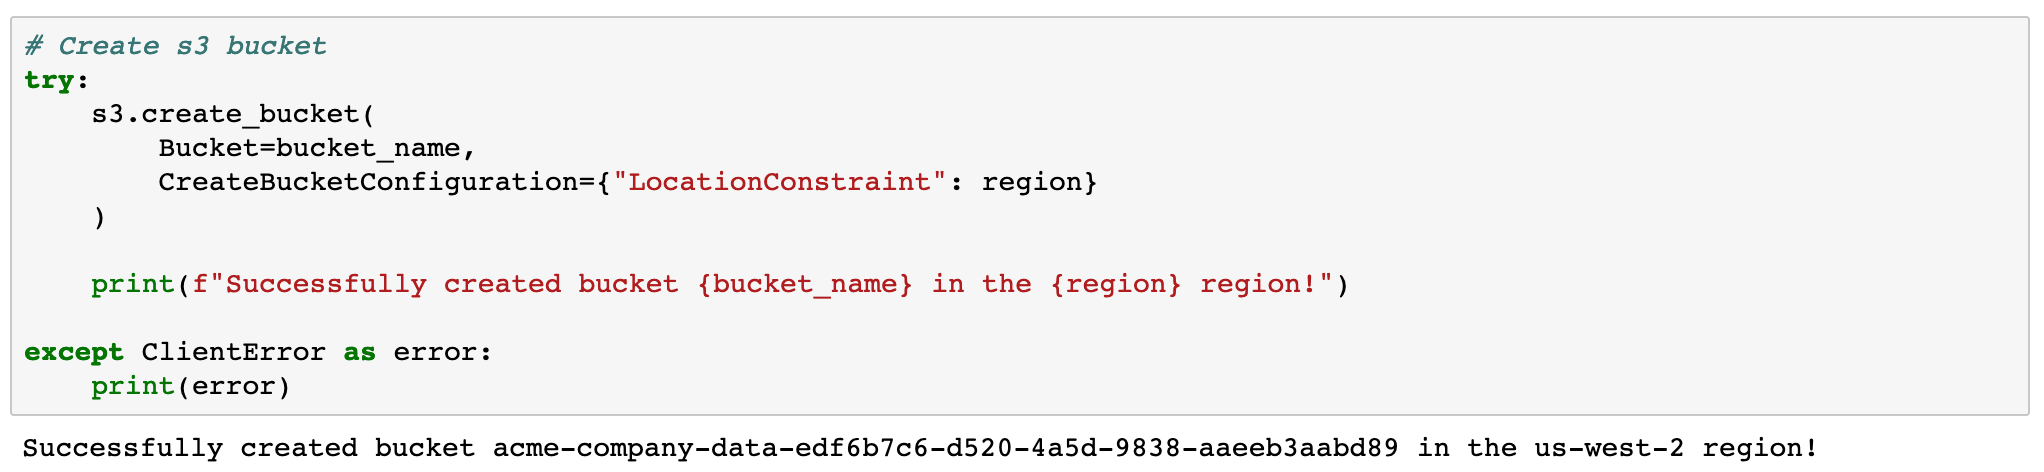 # Create s3 bucket
try:
    s3.create_bucket(
        Bucket=bucket_name,
        CreateBucketConfiguration={"LocationConstraint": region}
    )
    print(f"Successfully created bucket {bucket_name} in the {region} region!")
except ClientError as error:
    print(error)
Successfully created bucket acme-company-data-edf6b7c6-d520-4a5d-9838-aaeeb3aabd89 in the us-west-2 region!